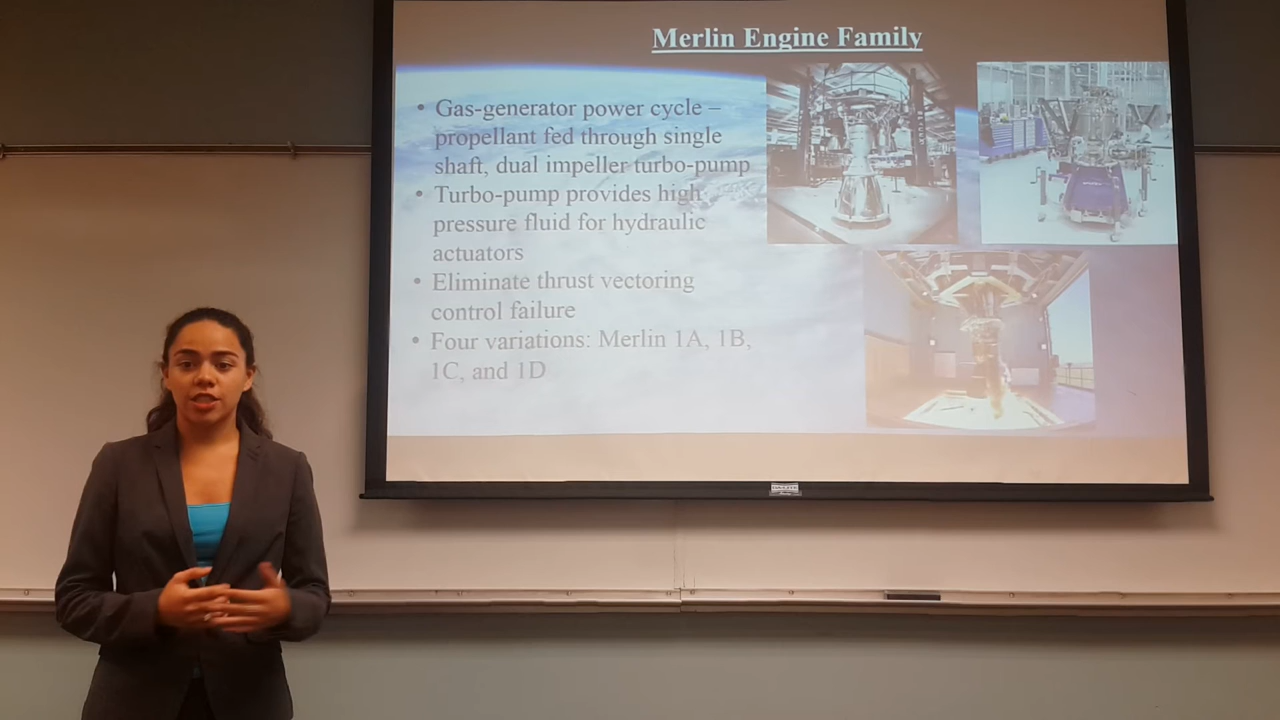 Merlin Engine Family
• Gas-generator power cycle –
propellant fed through single
shaft, dual impeller turbo-pump
• Turbo-pump provides high
pressure fluid for hydraulic
actuators
• Eliminate thrust vectoring
control failure
• Four variations: Merlin 1A, 1B,
1C, and 1D
DA-LITE